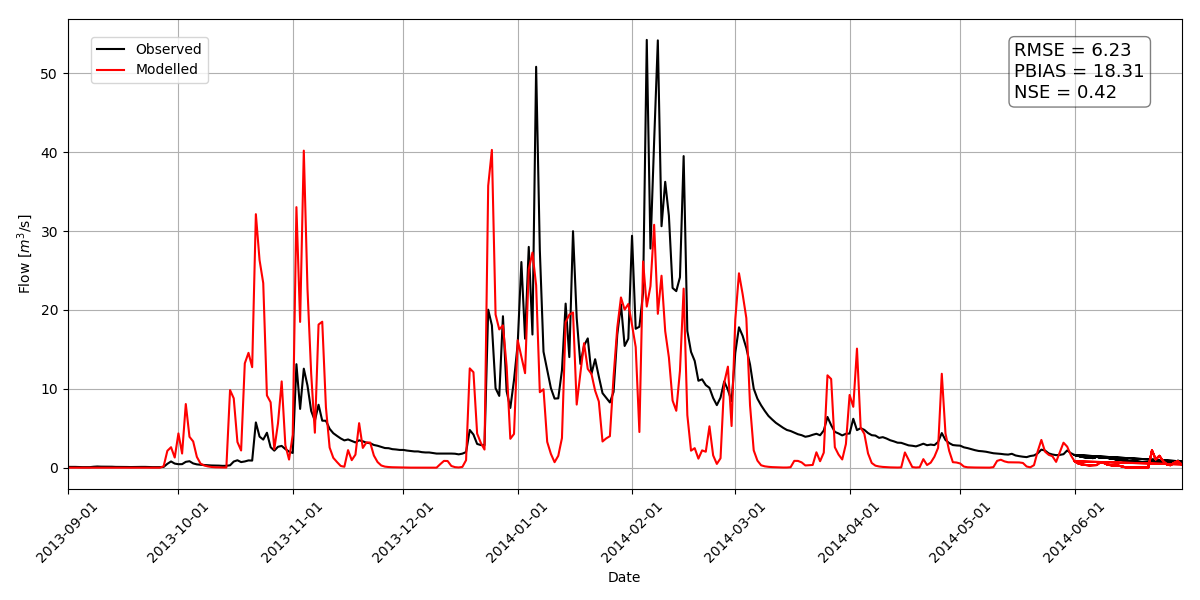 Observed
Modelled
RMSE = 6.23
PBIAS = 18.31
NSE = 0.42
Flow [m³/s]
50
40
30
20
10
0
2013-09-01
2013-10-01
2013-11-01
2013-12-01
2014-01-01
2014-02-01
2014-03-01
2014-04-01
2014-05-01
2014-06-01
Date